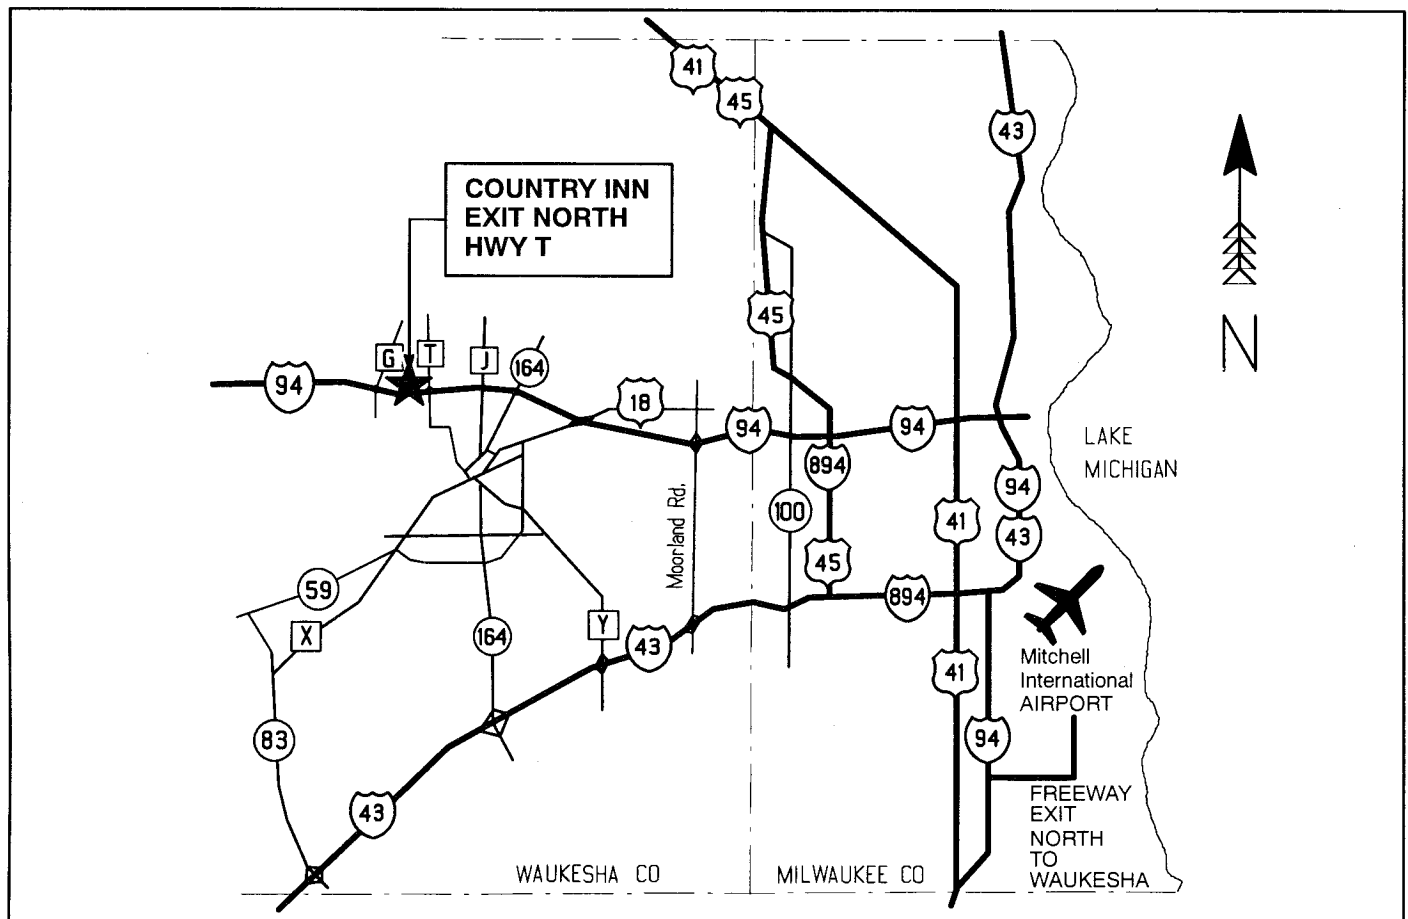 41
45
43
COUNTRY INN
EXIT NORTH
HWY T
N
45
G
T
J
164
94
18
94
94
LAKE
MICHIGAN
894
94
Moorland Rd.
100
41
43
45
59
894
X
164
Y
43
41
Mitchell
International
AIRPORT
83
94
43
FREEWAY
EXIT
NORTH
TO
WAUKESHA
WAUKESHA CO
MILWAUKEE CO